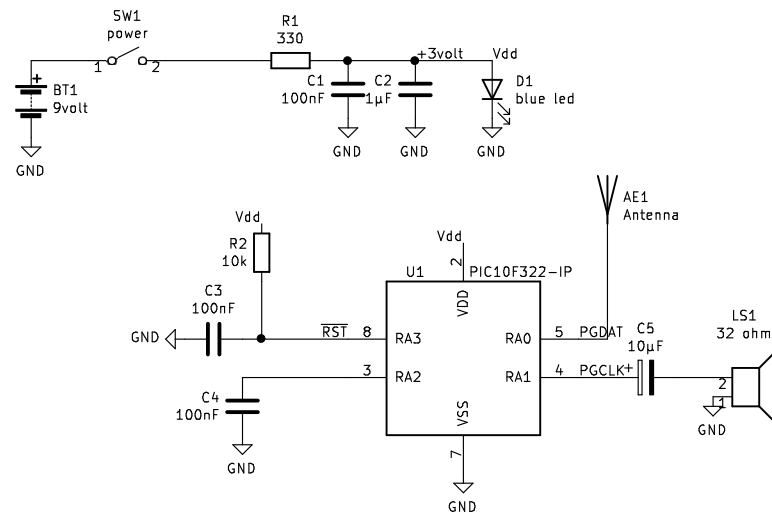 SW1
power
1
2
R1
330
+3volt
Vdd
+
BT1
9volt
C1
100nF
C2
1µF
D1
blue led
GND
GND
GND
GND
AE1
Antenna
Vdd
R2
10k
Vdd
2
U1
PIC10F322-IP
C3
100nF
VDD
LS1
32 ohm
GND
RST
8
RA3
RA0
5
PGDAT
C5
10µF
3
RA2
RA1
4
PGCLK
+
2
1
C4
100nF
VSS
GND
7
GND
GND